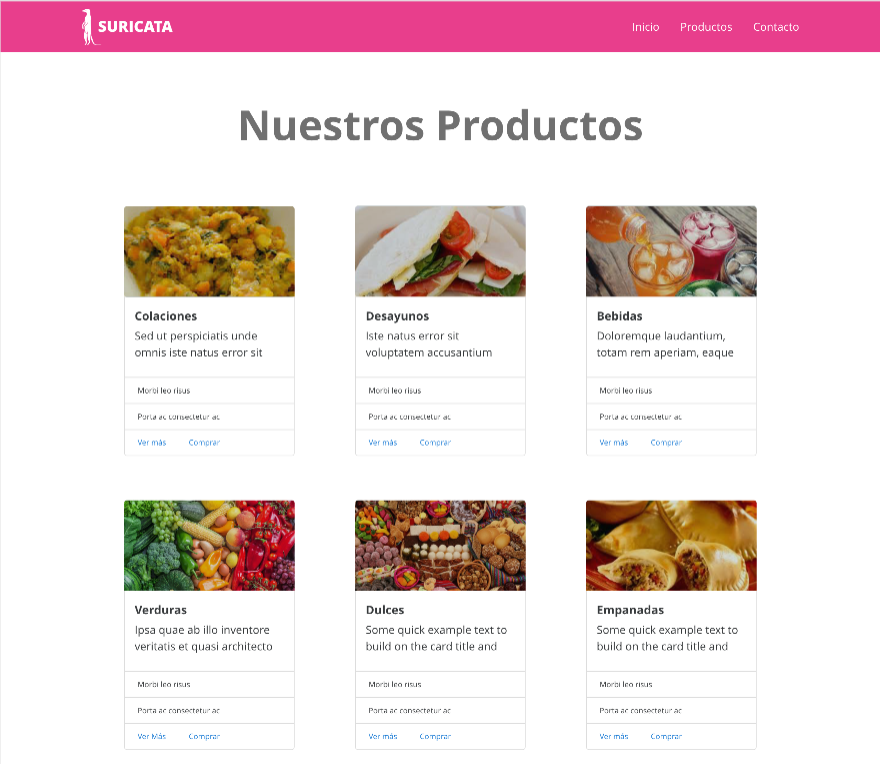 SURICATA
Inicio Productos Contacto
Nuestros Productos
Colaciones
Sed ut perspiciatis unde
omnis iste natus error sit
Morbi leo risus
Porta ac consectetur ac
Ver más Comprar
Desayunos
Iste natus error sit
voluptatem accusantium
Morbi leo risus
Porta ac consectetur ac
Ver más Comprar
Bebidas
Doloremque laudantium,
totam rem aperiam, eaque
Morbi leo risus
Porta ac consectetur ac
Ver más Comprar
Verduras
Ipsa quae ab illo inventore
veritatis et quasi architecto
Morbi leo risus
Porta ac consectetur ac
Ver Más Comprar
Dulces
Some quick example text to
build on the card title and
Morbi leo risus
Porta ac consectetur ac
Ver más Comprar
Empanadas
Some quick example text to
build on the card title and
Morbi leo risus
Porta ac consectetur ac
Ver más Comprar